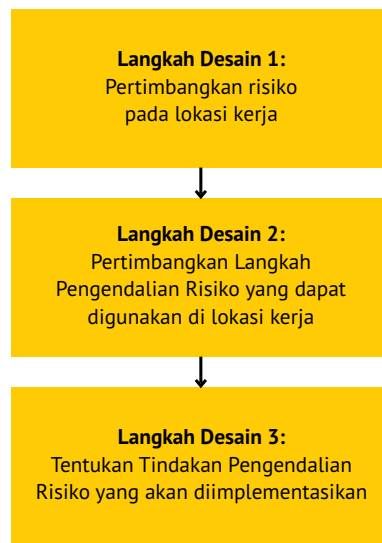 Langkah Desain 1:
Pertimbangkan risiko
pada lokasi kerja
Langkah Desain 2:
Pertimbangkan Langkah
Pengendalian Risiko yang dapat
digunakan di lokasi kerja
Langkah Desain 3:
Tentukan Tindakan Pengendalian
Risiko yang akan diimplementasikan